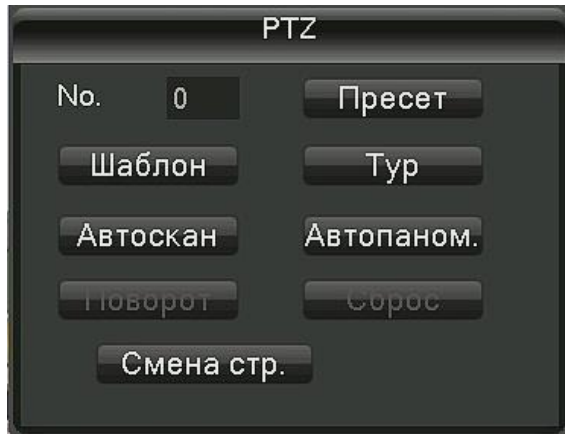 PTZ
No. 0 Пресет
Шаблон Тур
Автоскан Автопаном.
Поворот Сброс
Смена стр.